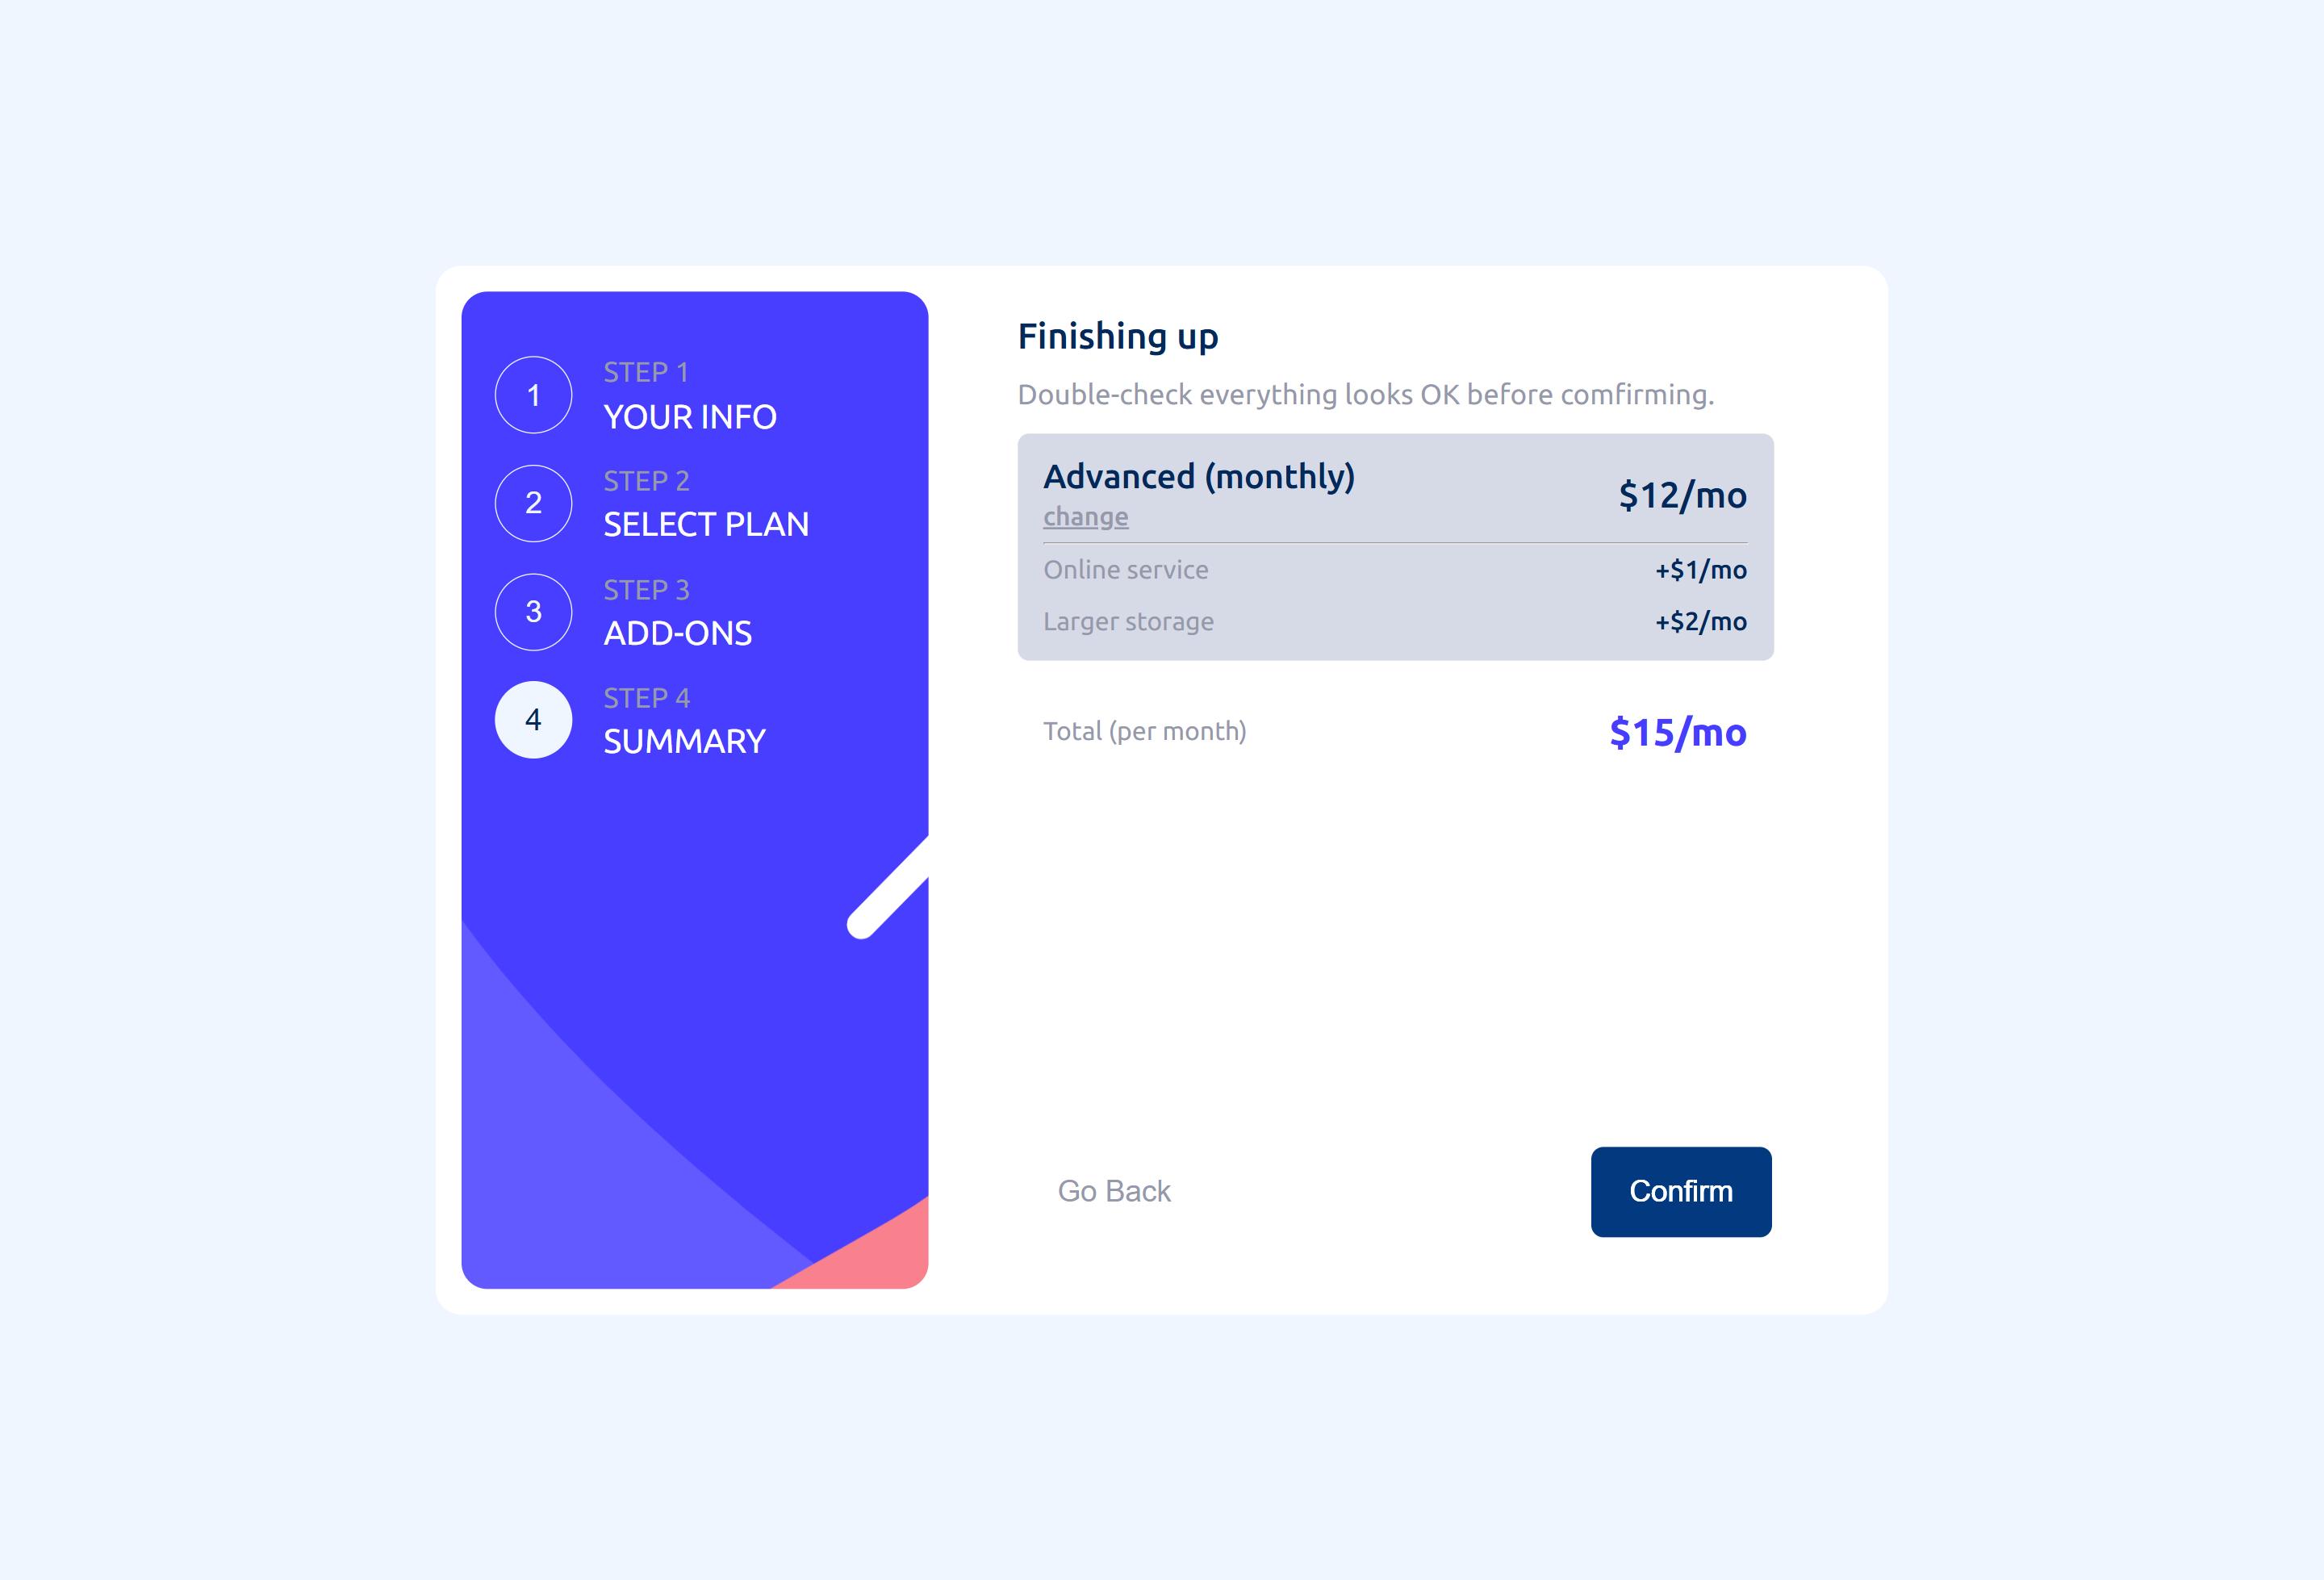 1
STEP 1
YOUR INFO
2
STEP 2
SELECT PLAN
3
STEP 3
ADD-ONS
4
STEP 4
SUMMARY
Finishing up
Double-check everything looks OK before comfirming.
Advanced (monthly)
change
$12/mo
Online service +$1/mo
Larger storage +$2/mo
Total (per month) $15/mo
Go Back
Confirm